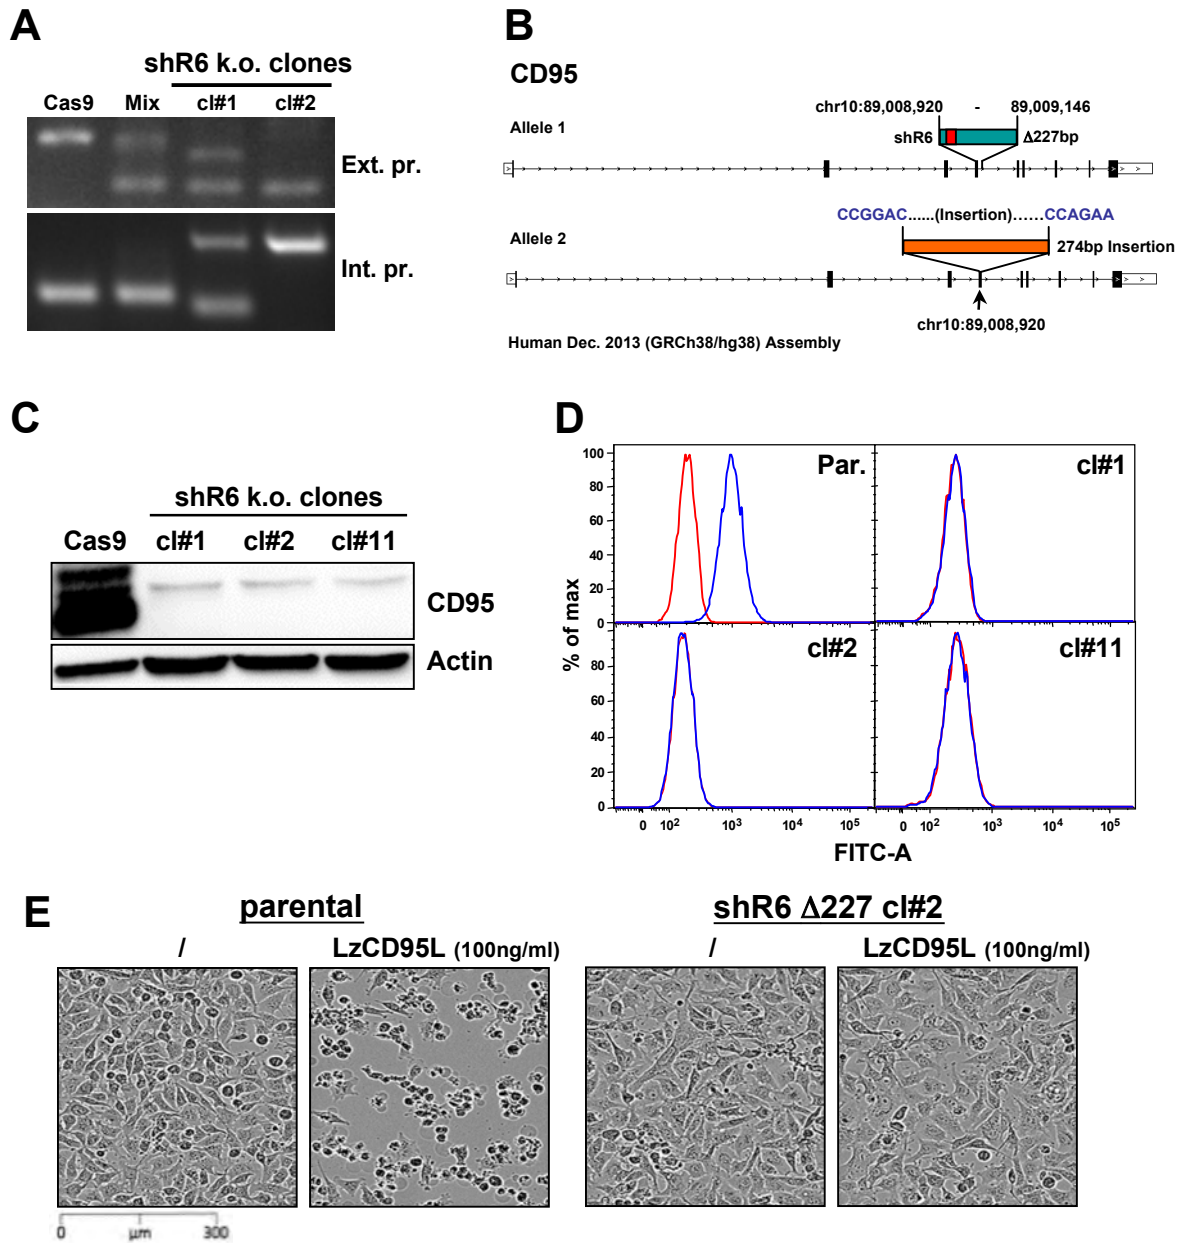 A
shR6 k.o. clones
Cas9 Mix cl#1 cl#2
Ext. pr.
Int. pr.
B
CD95
chr10:89,008,920 - 89,009,146
Allele 1
shR6 Δ227bp
CCGGAC......(Insertion)......CCAGAA
Allele 2
274bp Insertion
chr10:89,008,920
Human Dec. 2013 (GRCh38/hg38) Assembly
C
shR6 k.o. clones
Cas9 cl#1 cl#2 cl#11
CD95
Actin
D
% of max
100
80
60
40
20
0
Par.
cl#1
80
60
40
20
0
cl#2
cl#11
0 10² 10³ 10⁴ 10⁵
0 10² 10³ 10⁴ 10⁵
FITC-A
E
parental
/ LzCD95L (100ng/ml)
shR6 Δ227 cl#2
/ LzCD95L (100ng/ml)
0 µm 300